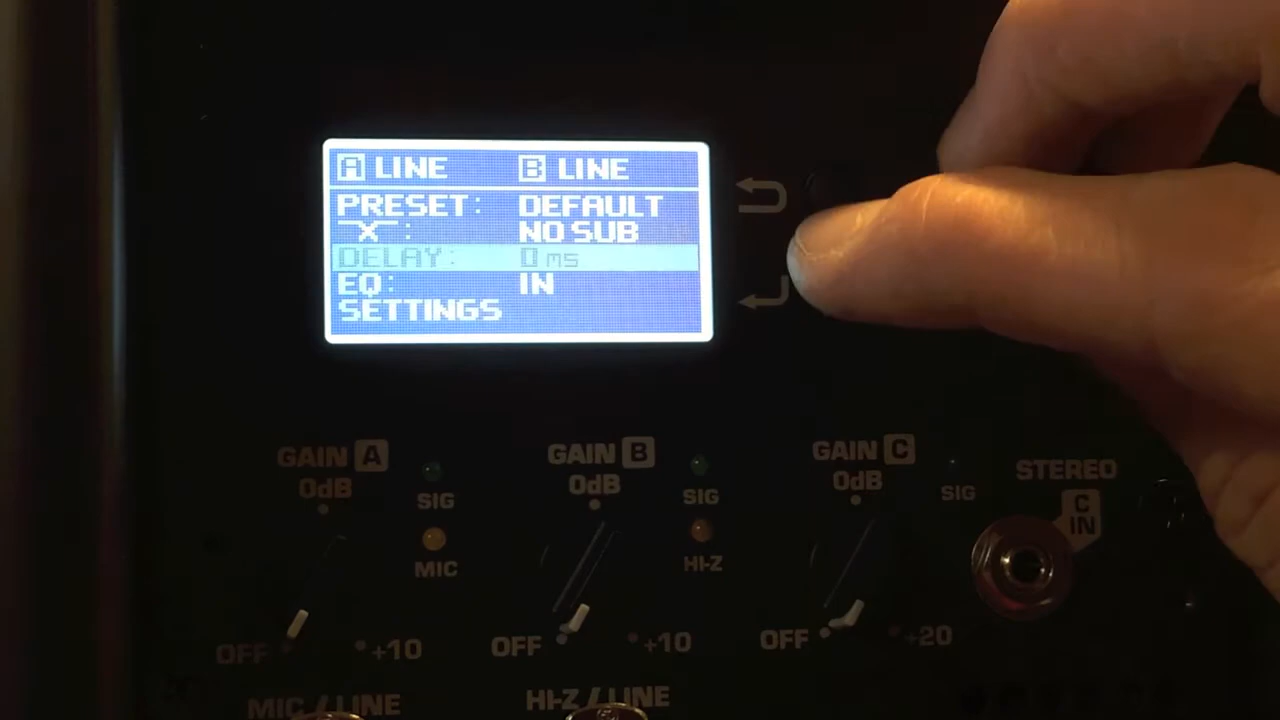 A LINE B LINE
PRESET: DEFAULT
X : NO SUB
DELAY: 0 ms
EQ: IN
SETTINGS
GAIN A GAIN B GAIN C
0dB 0dB 0dB
STEREO
C
IN
SIG SIG SIG
MIC HI-Z
OFF +10 OFF +10 OFF +20
MIC / LINE HI-Z / LINE